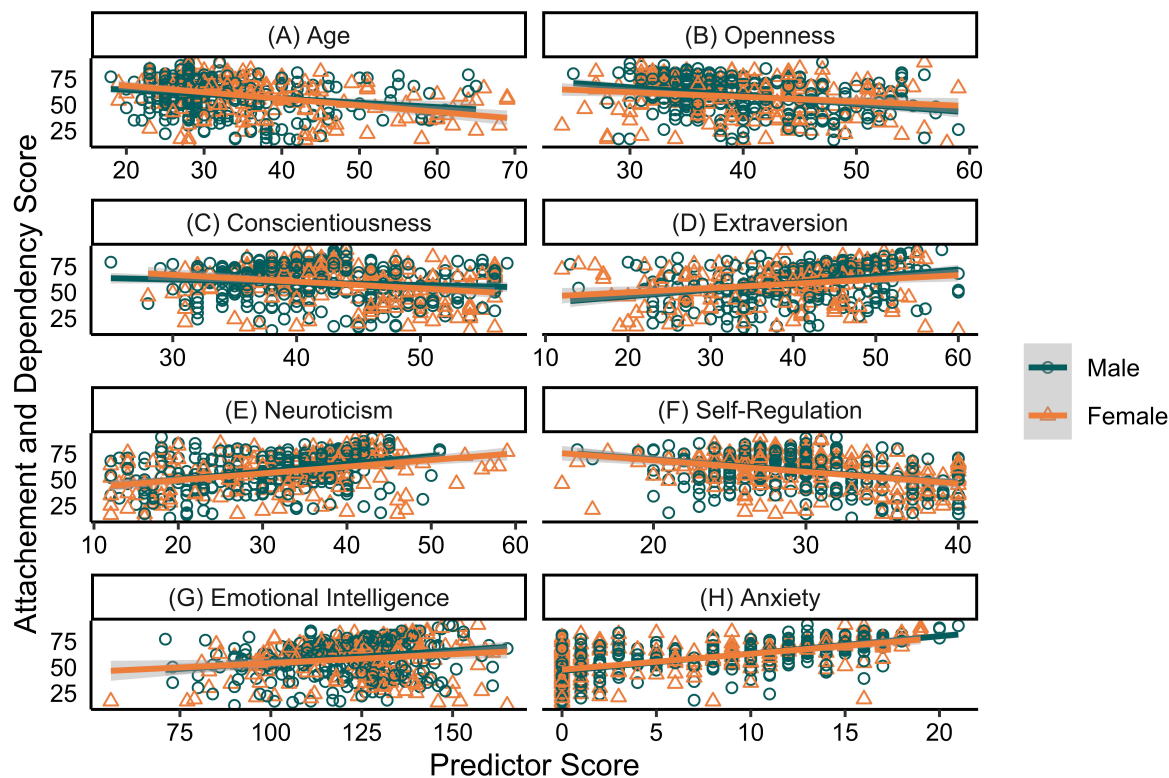 (A) Age
(B) Openness
75
50
25
20 30 40 50 60 70
30 40 50 60
(C) Conscientiousness
(D) Extraversion
75
50
25
30 40 50
10 20 30 40 50 60
(E) Neuroticism
(F) Self-Regulation
75
50
25
10 20 30 40 50 60
20 30 40
(G) Emotional Intelligence
(H) Anxiety
75
50
25
75 100 125 150
0 5 10 15 20
Attachement and Dependency Score
Predictor Score
Male
Female